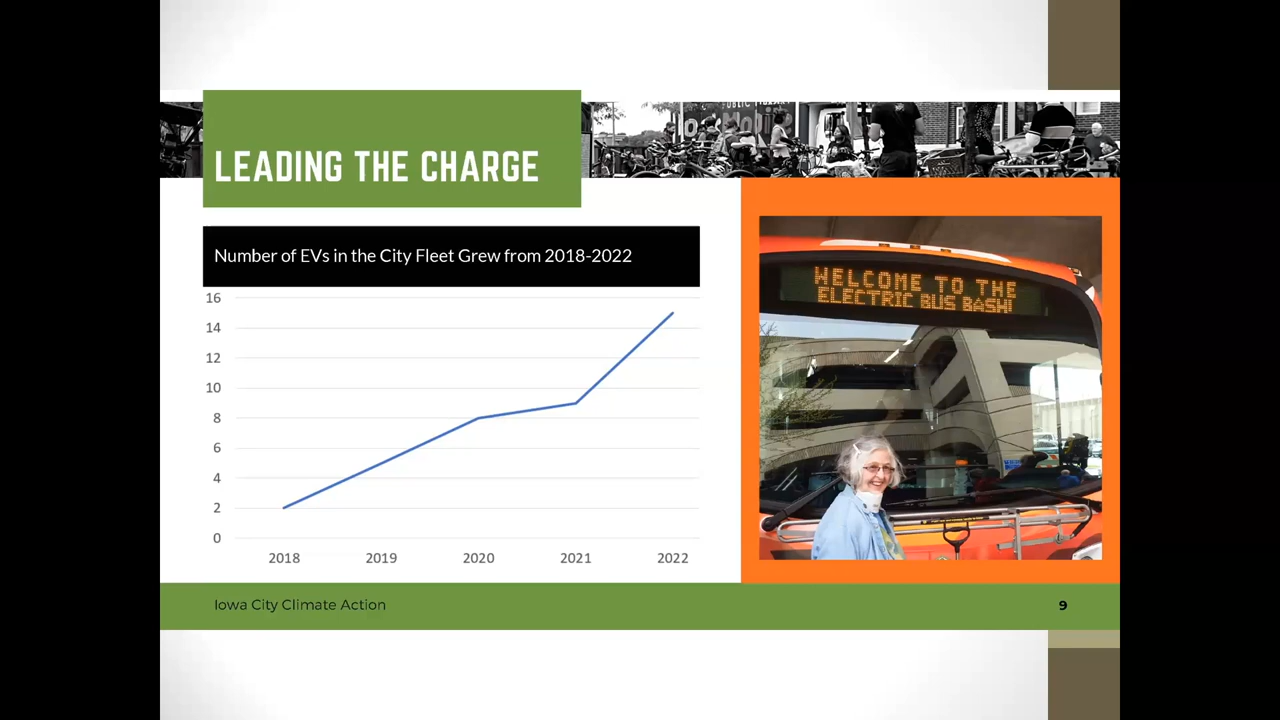 LEADING THE CHARGE
Number of EVs in the City Fleet Grew from 2018-2022
16
14
12
10
8
6
4
2
0
2018 2019 2020 2021 2022
WELCOME TO THE
ELECTRIC BUS BASH!
Iowa City Climate Action
9